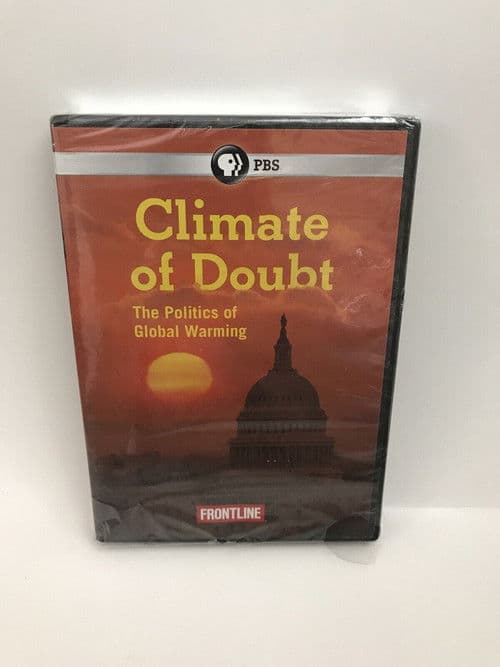 PBS
Climate
of Doubt
The Politics of
Global Warming
FRONTLINE